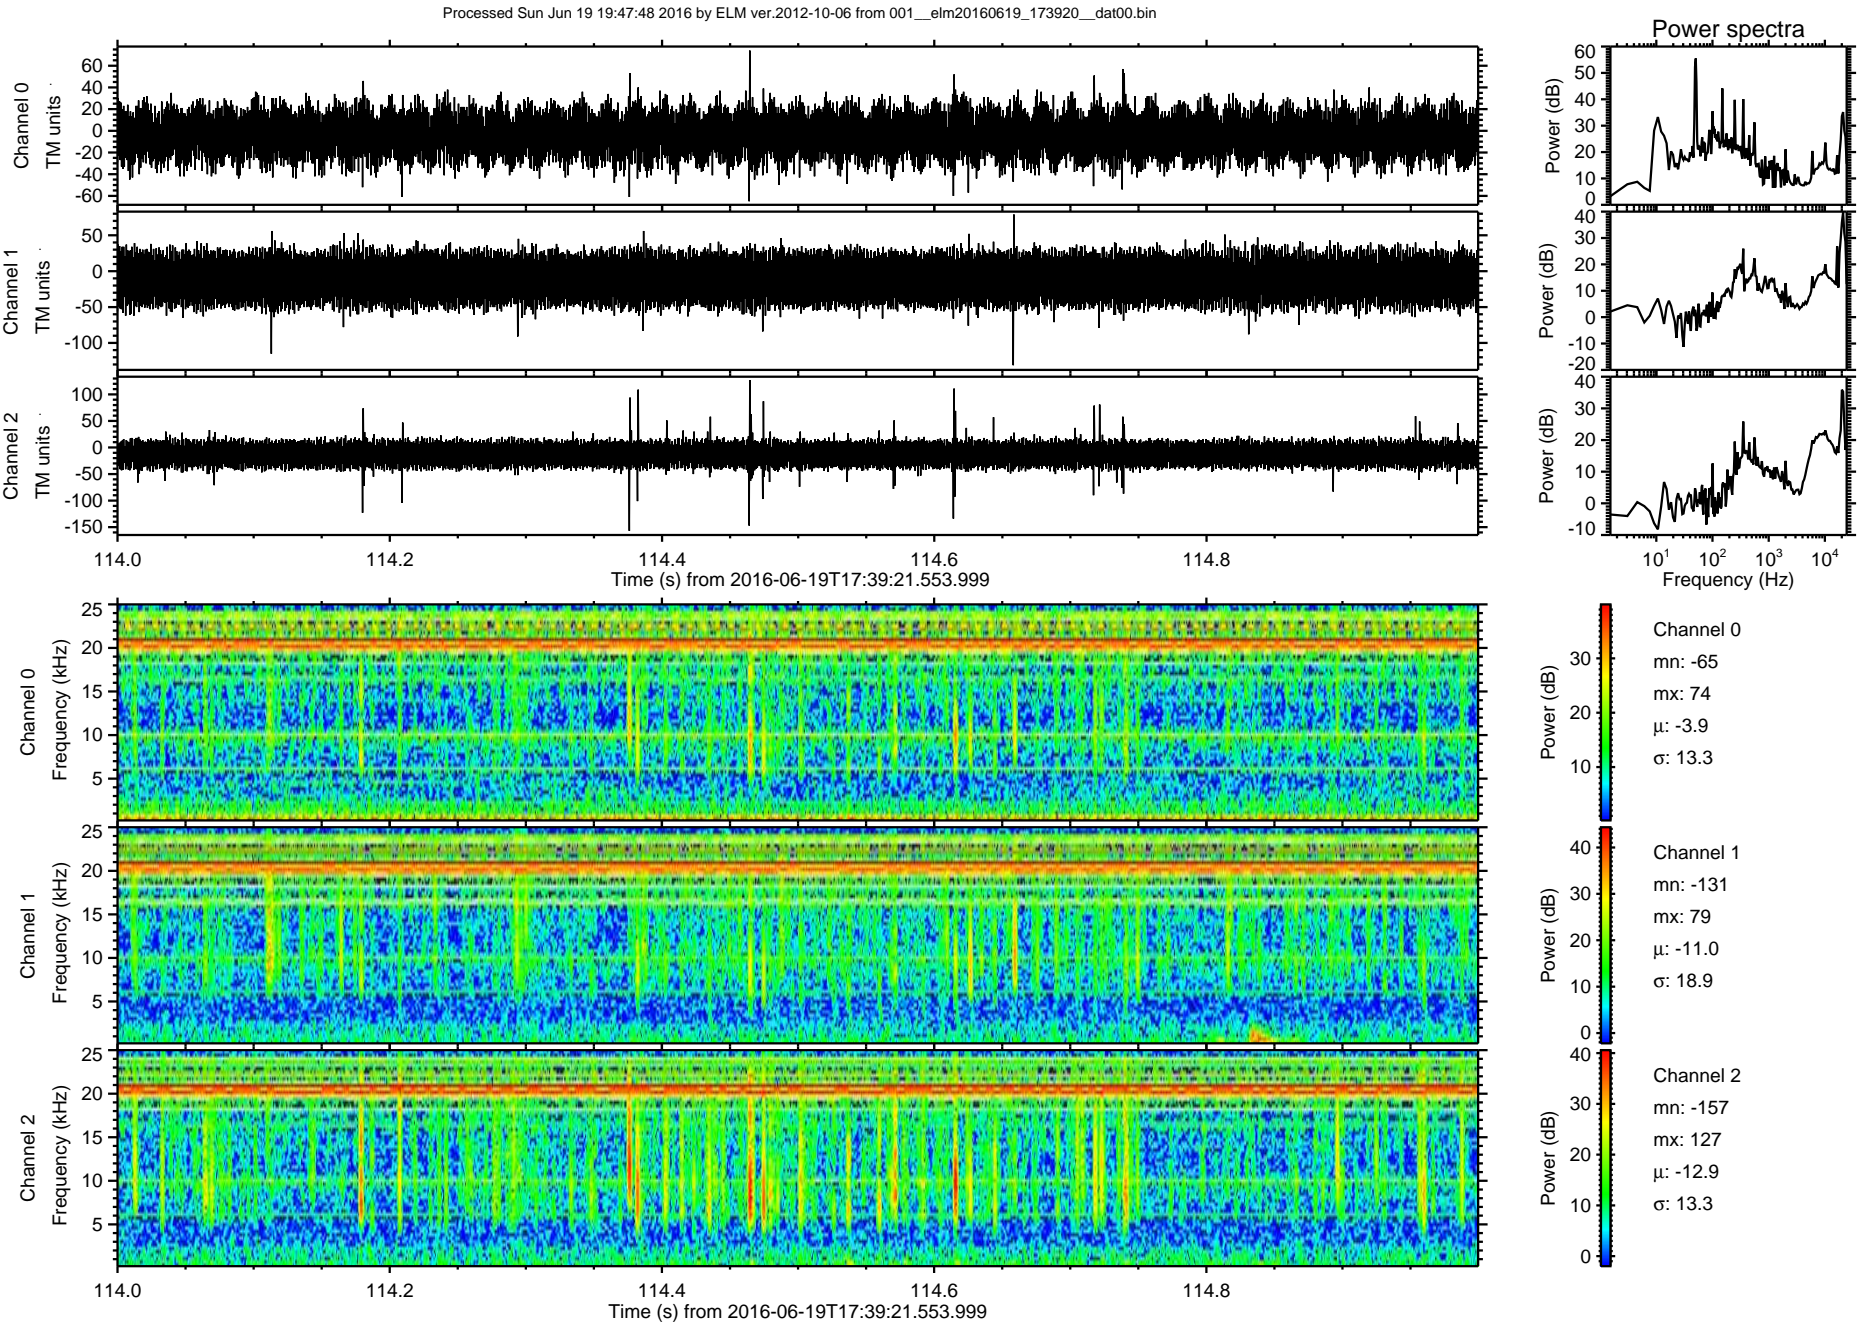 Processed Sun Jun 19 19:47:48 2016 by ELM ver.2012-10-06 from 001__elm20160619_173920__dat00.bin
Power spectra
Channel 0
TM units
60
40
20
0
-20
-40
-60
Power (dB)
60
50
40
30
20
10
0
Channel 1
TM units
50
0
-50
-100
Power (dB)
40
30
20
10
0
-10
-20
Channel 2
TM units
100
50
0
-50
-100
-150
Power (dB)
40
30
20
10
0
-10
114.0 114.2 114.4 114.6 114.8
Time (s) from 2016-06-19T17:39:21.553.999
10¹ 10² 10³ 10⁴
Frequency (Hz)
Channel 0
Frequency (kHz)
25
20
15
10
5
Power (dB)
30
20
10
Channel 0
mn: -65
mx: 74
μ: -3.9
σ: 13.3
Channel 1
Frequency (kHz)
25
20
15
10
5
Power (dB)
40
30
20
10
0
Channel 1
mn: -131
mx: 79
μ: -11.0
σ: 18.9
Channel 2
Frequency (kHz)
25
20
15
10
5
Power (dB)
40
30
20
10
0
Channel 2
mn: -157
mx: 127
μ: -12.9
σ: 13.3
114.0 114.2 114.4 114.6 114.8
Time (s) from 2016-06-19T17:39:21.553.999